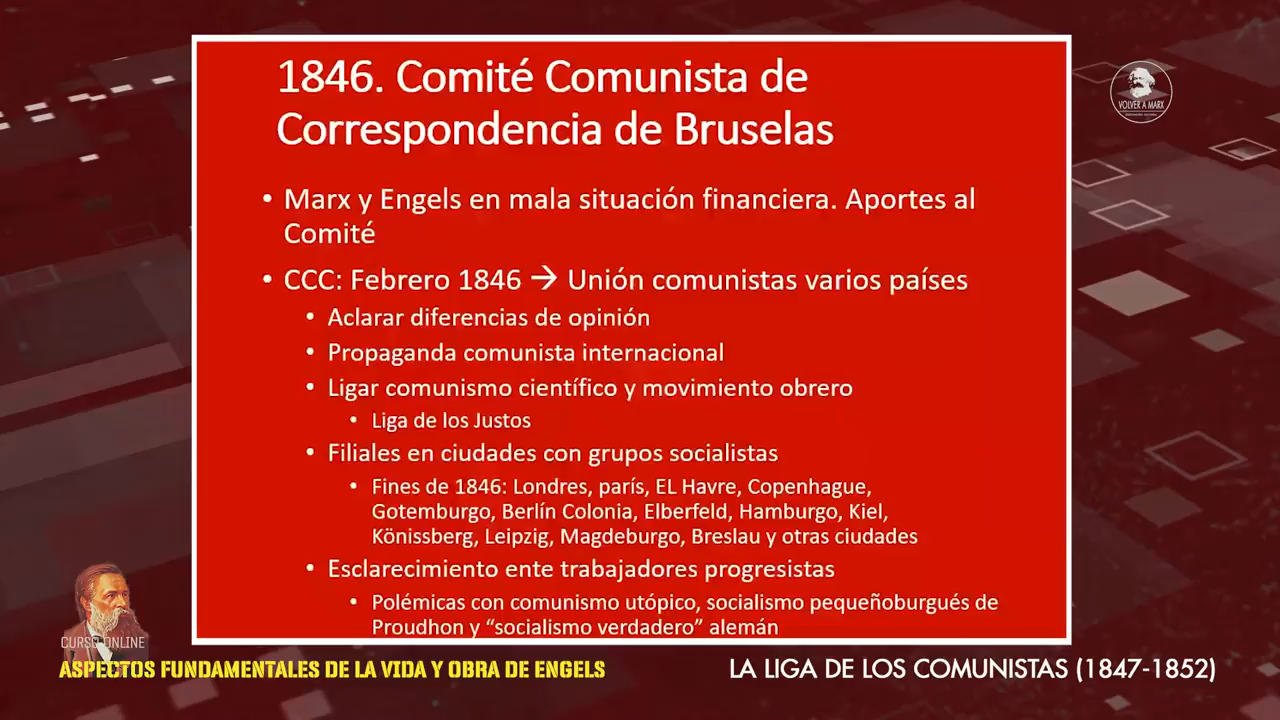 1846. Comité Comunista de
Correspondencia de Bruselas
• Marx y Engels en mala situación financiera. Aportes al
Comité
• CCC: Febrero 1846 → Unión comunistas varios países
• Aclarar diferencias de opinión
• Propaganda comunista internacional
• Ligar comunismo científico y movimiento obrero
• Liga de los Justos
• Filiales en ciudades con grupos socialistas
• Fines de 1846: Londres, parís, EL Havre, Copenhague,
Gotemburgo, Berlín Colonia, Elberfeld, Hamburgo, Kiel,
Könissberg, Leipzig, Magdeburgo, Breslau y otras ciudades
• Esclarecimiento ente trabajadores progresistas
• Polémicas con comunismo utópico, socialismo pequeñoburgués de
Proudhon y “socialismo verdadero” alemán
VOLVER A MARX
CURSO ONLINE
ASPECTOS FUNDAMENTALES DE LA VIDA Y OBRA DE ENGELS
LA LIGA DE LOS COMUNISTAS (1847-1852)